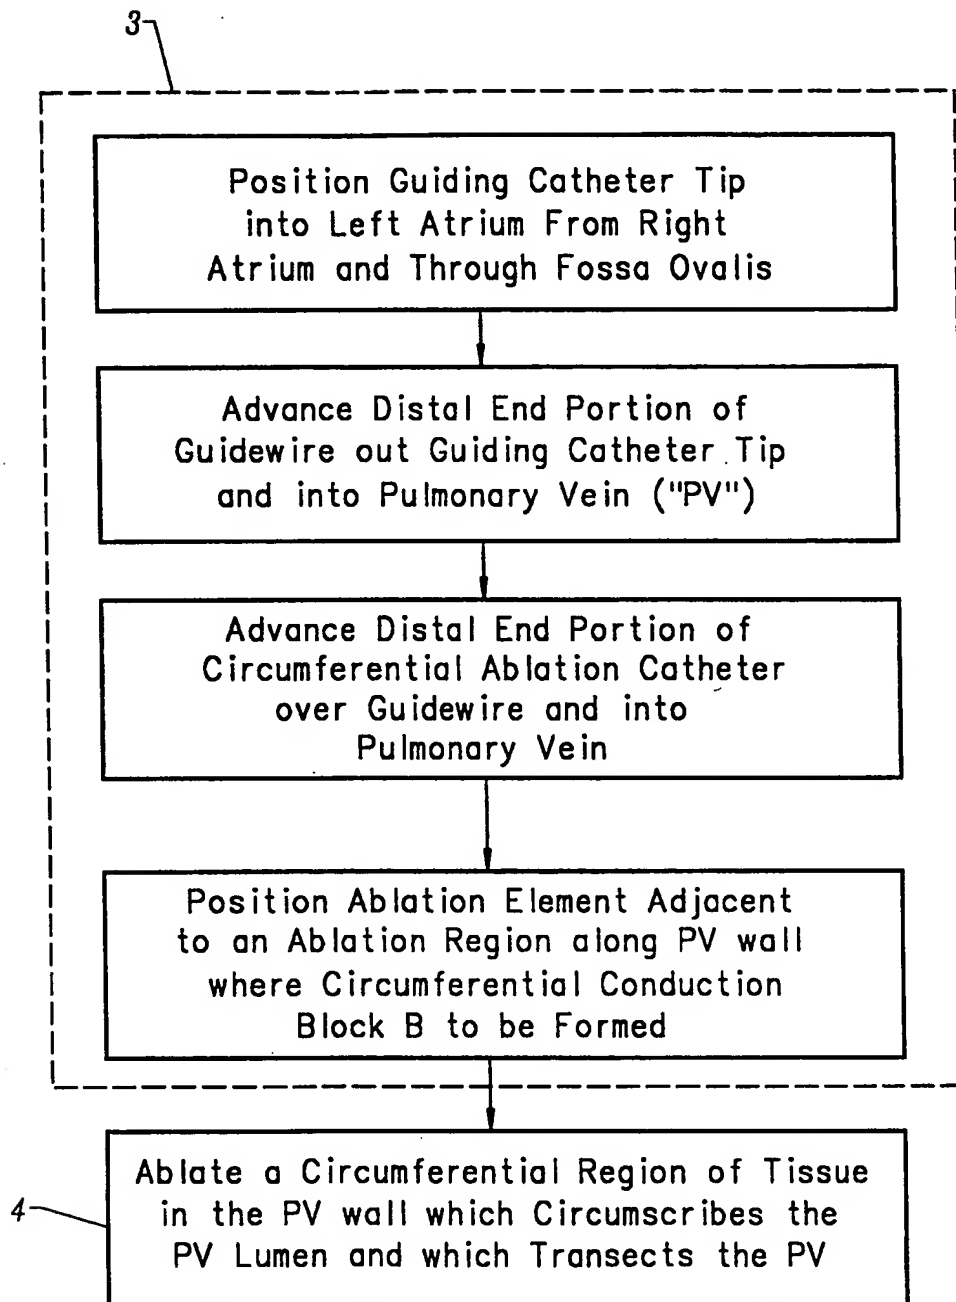 3
Position Guiding Catheter Tip
into Left Atrium From Right
Atrium and Through Fossa Ovalis
Advance Distal End Portion of
Guidewire out Guiding Catheter Tip
and into Pulmonary Vein ("PV")
Advance Distal End Portion of
Circumferential Ablation Catheter
over Guidewire and into
Pulmonary Vein
Position Ablation Element Adjacent
to an Ablation Region along PV wall
where Circumferential Conduction
Block B to be Formed
4
Ablate a Circumferential Region of Tissue
in the PV wall which Circumscribes the
PV Lumen and which Transects the PV